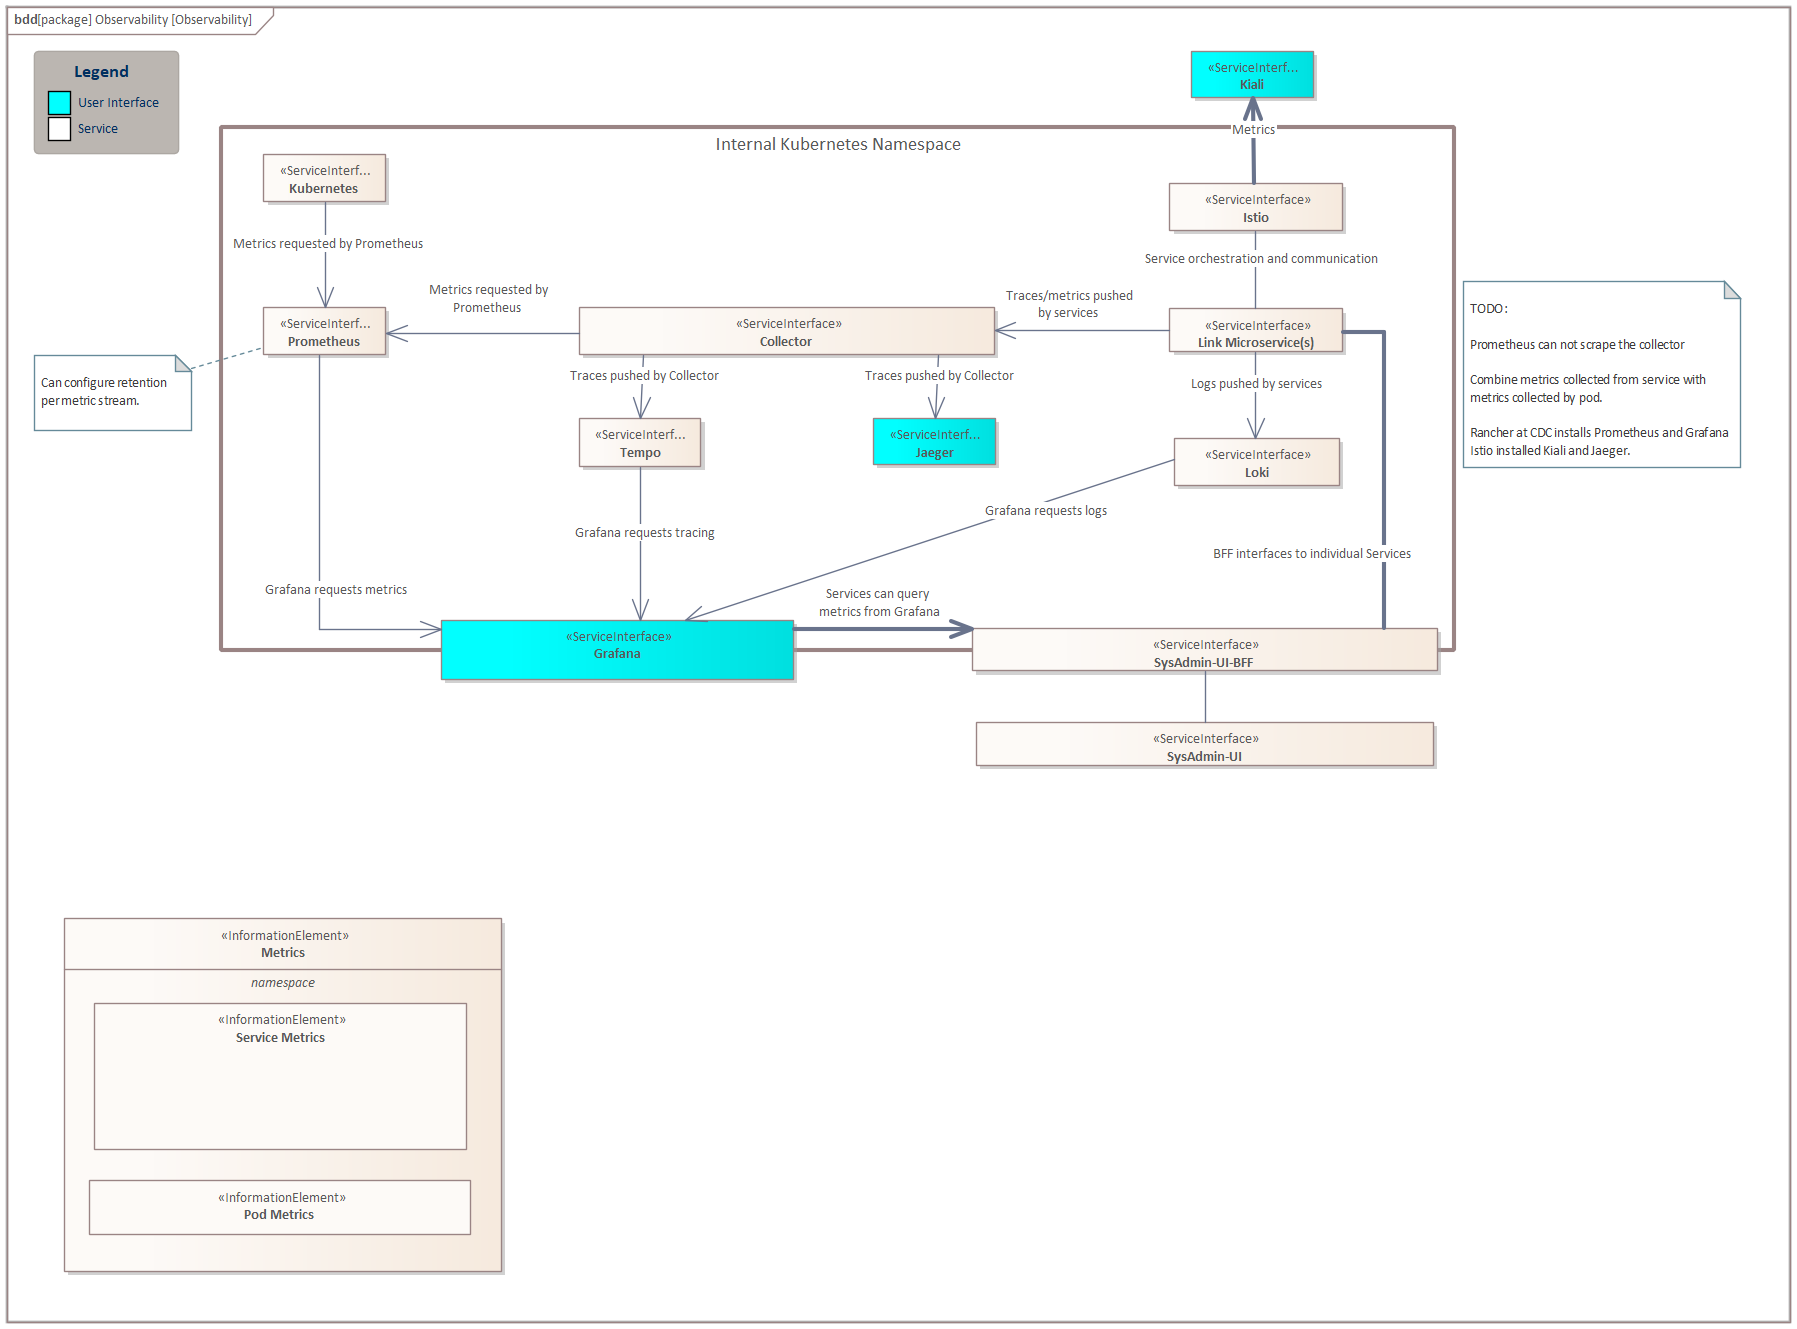 bdd[package] Observability [Observability]
Legend
User Interface
Service
«ServiceInterf...
Kiali
Metrics
Internal Kubernetes Namespace
«ServiceInterf...
Kubernetes
«ServiceInterface»
Istio
Metrics requested by Prometheus
Service orchestration and communication
Metrics requested by
Prometheus
Traces/metrics pushed
by services
«ServiceInterf...
Prometheus
«ServiceInterface»
Collector
«ServiceInterface»
Link Microservice(s)
TODO:
Prometheus can not scrape the collector
Combine metrics collected from service with
metrics collected by pod.
Rancher at CDC installs Prometheus and Grafana
Istio installed Kiali and Jaeger.
Can configure retention
per metric stream.
Traces pushed by Collector
Traces pushed by Collector
Logs pushed by services
«ServiceInterf...
Tempo
«ServiceInterf...
Jaeger
«ServiceInterface»
Loki
Grafana requests logs
Grafana requests tracing
BFF interfaces to individual Services
Grafana requests metrics
Services can query
metrics from Grafana
«ServiceInterface»
Grafana
«ServiceInterface»
SysAdmin-UI-BFF
«ServiceInterface»
SysAdmin-UI
«InformationElement»
Metrics
namespace
«InformationElement»
Service Metrics
«InformationElement»
Pod Metrics